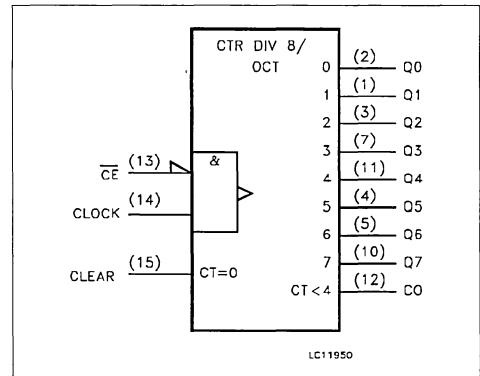 CTR DIV 8/
OCT
0 (2) Q0
1 (1) Q1
2 (3) Q2
3 (7) Q3
4 (11) Q4
5 (4) Q5
6 (5) Q6
7 (10) Q7
CT<4 (12) CO
&
C̅E̅ (13)
CLOCK (14)
CLEAR (15) CT=0
LC11950